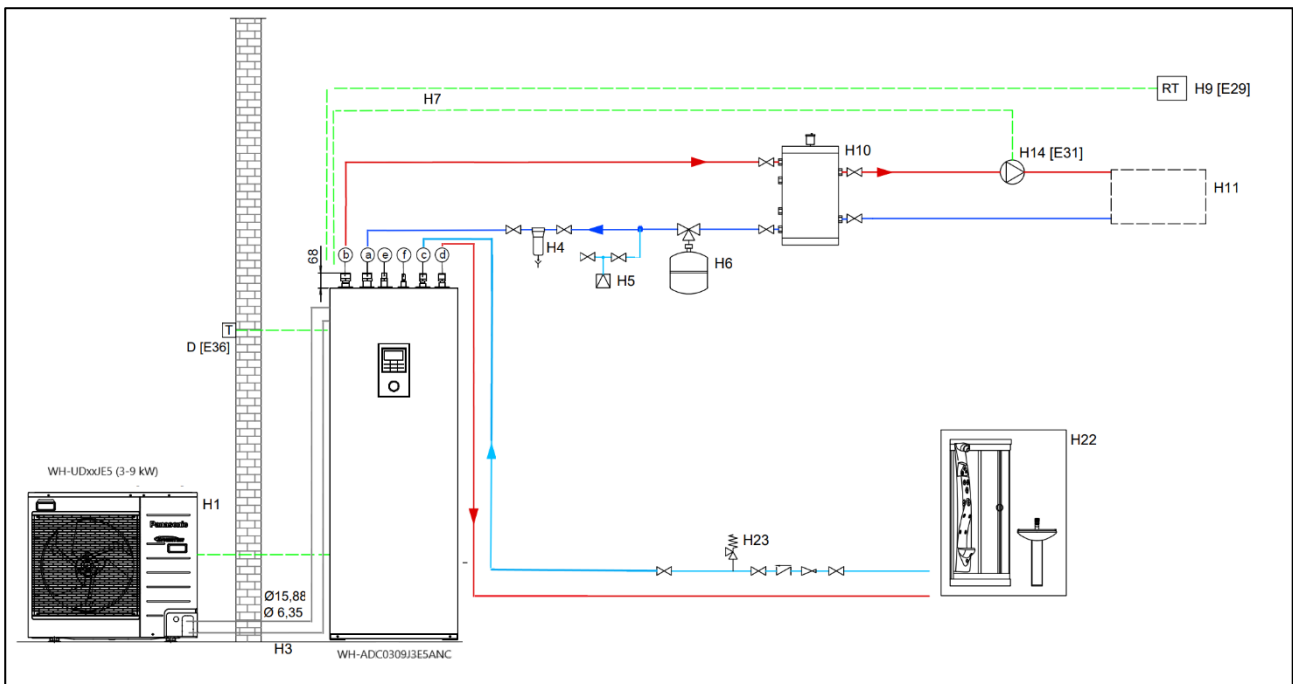 RT H9 [E29]
H7
H10
H14 [E31]
H11
b a e f c d
H4
H5
H6
68
T
D [E36]
H22
WH-UDxxJE5 (3-9 kW)
H1
Panasonic
H23
Ø15,88
Ø 6,35
H3
WH-ADC0309J3E5ANC